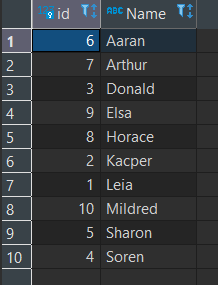 id ABC Name
1 6 Aaran
2 7 Arthur
3 3 Donald
4 9 Elsa
5 8 Horace
6 2 Kacper
7 1 Leia
8 10 Mildred
9 5 Sharon
10 4 Soren